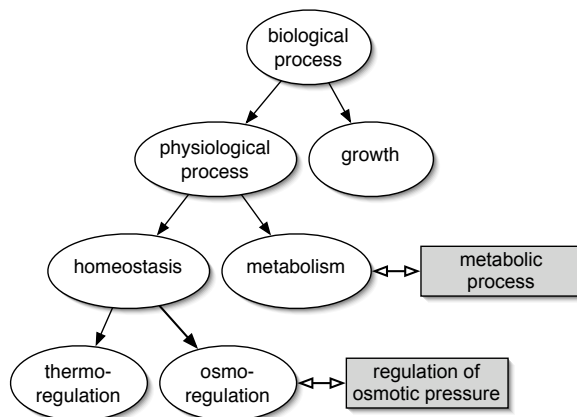 biological
process
physiological
process
growth
homeostasis
metabolism
metabolic
process
thermo-
regulation
osmo-
regulation
regulation of
osmotic pressure